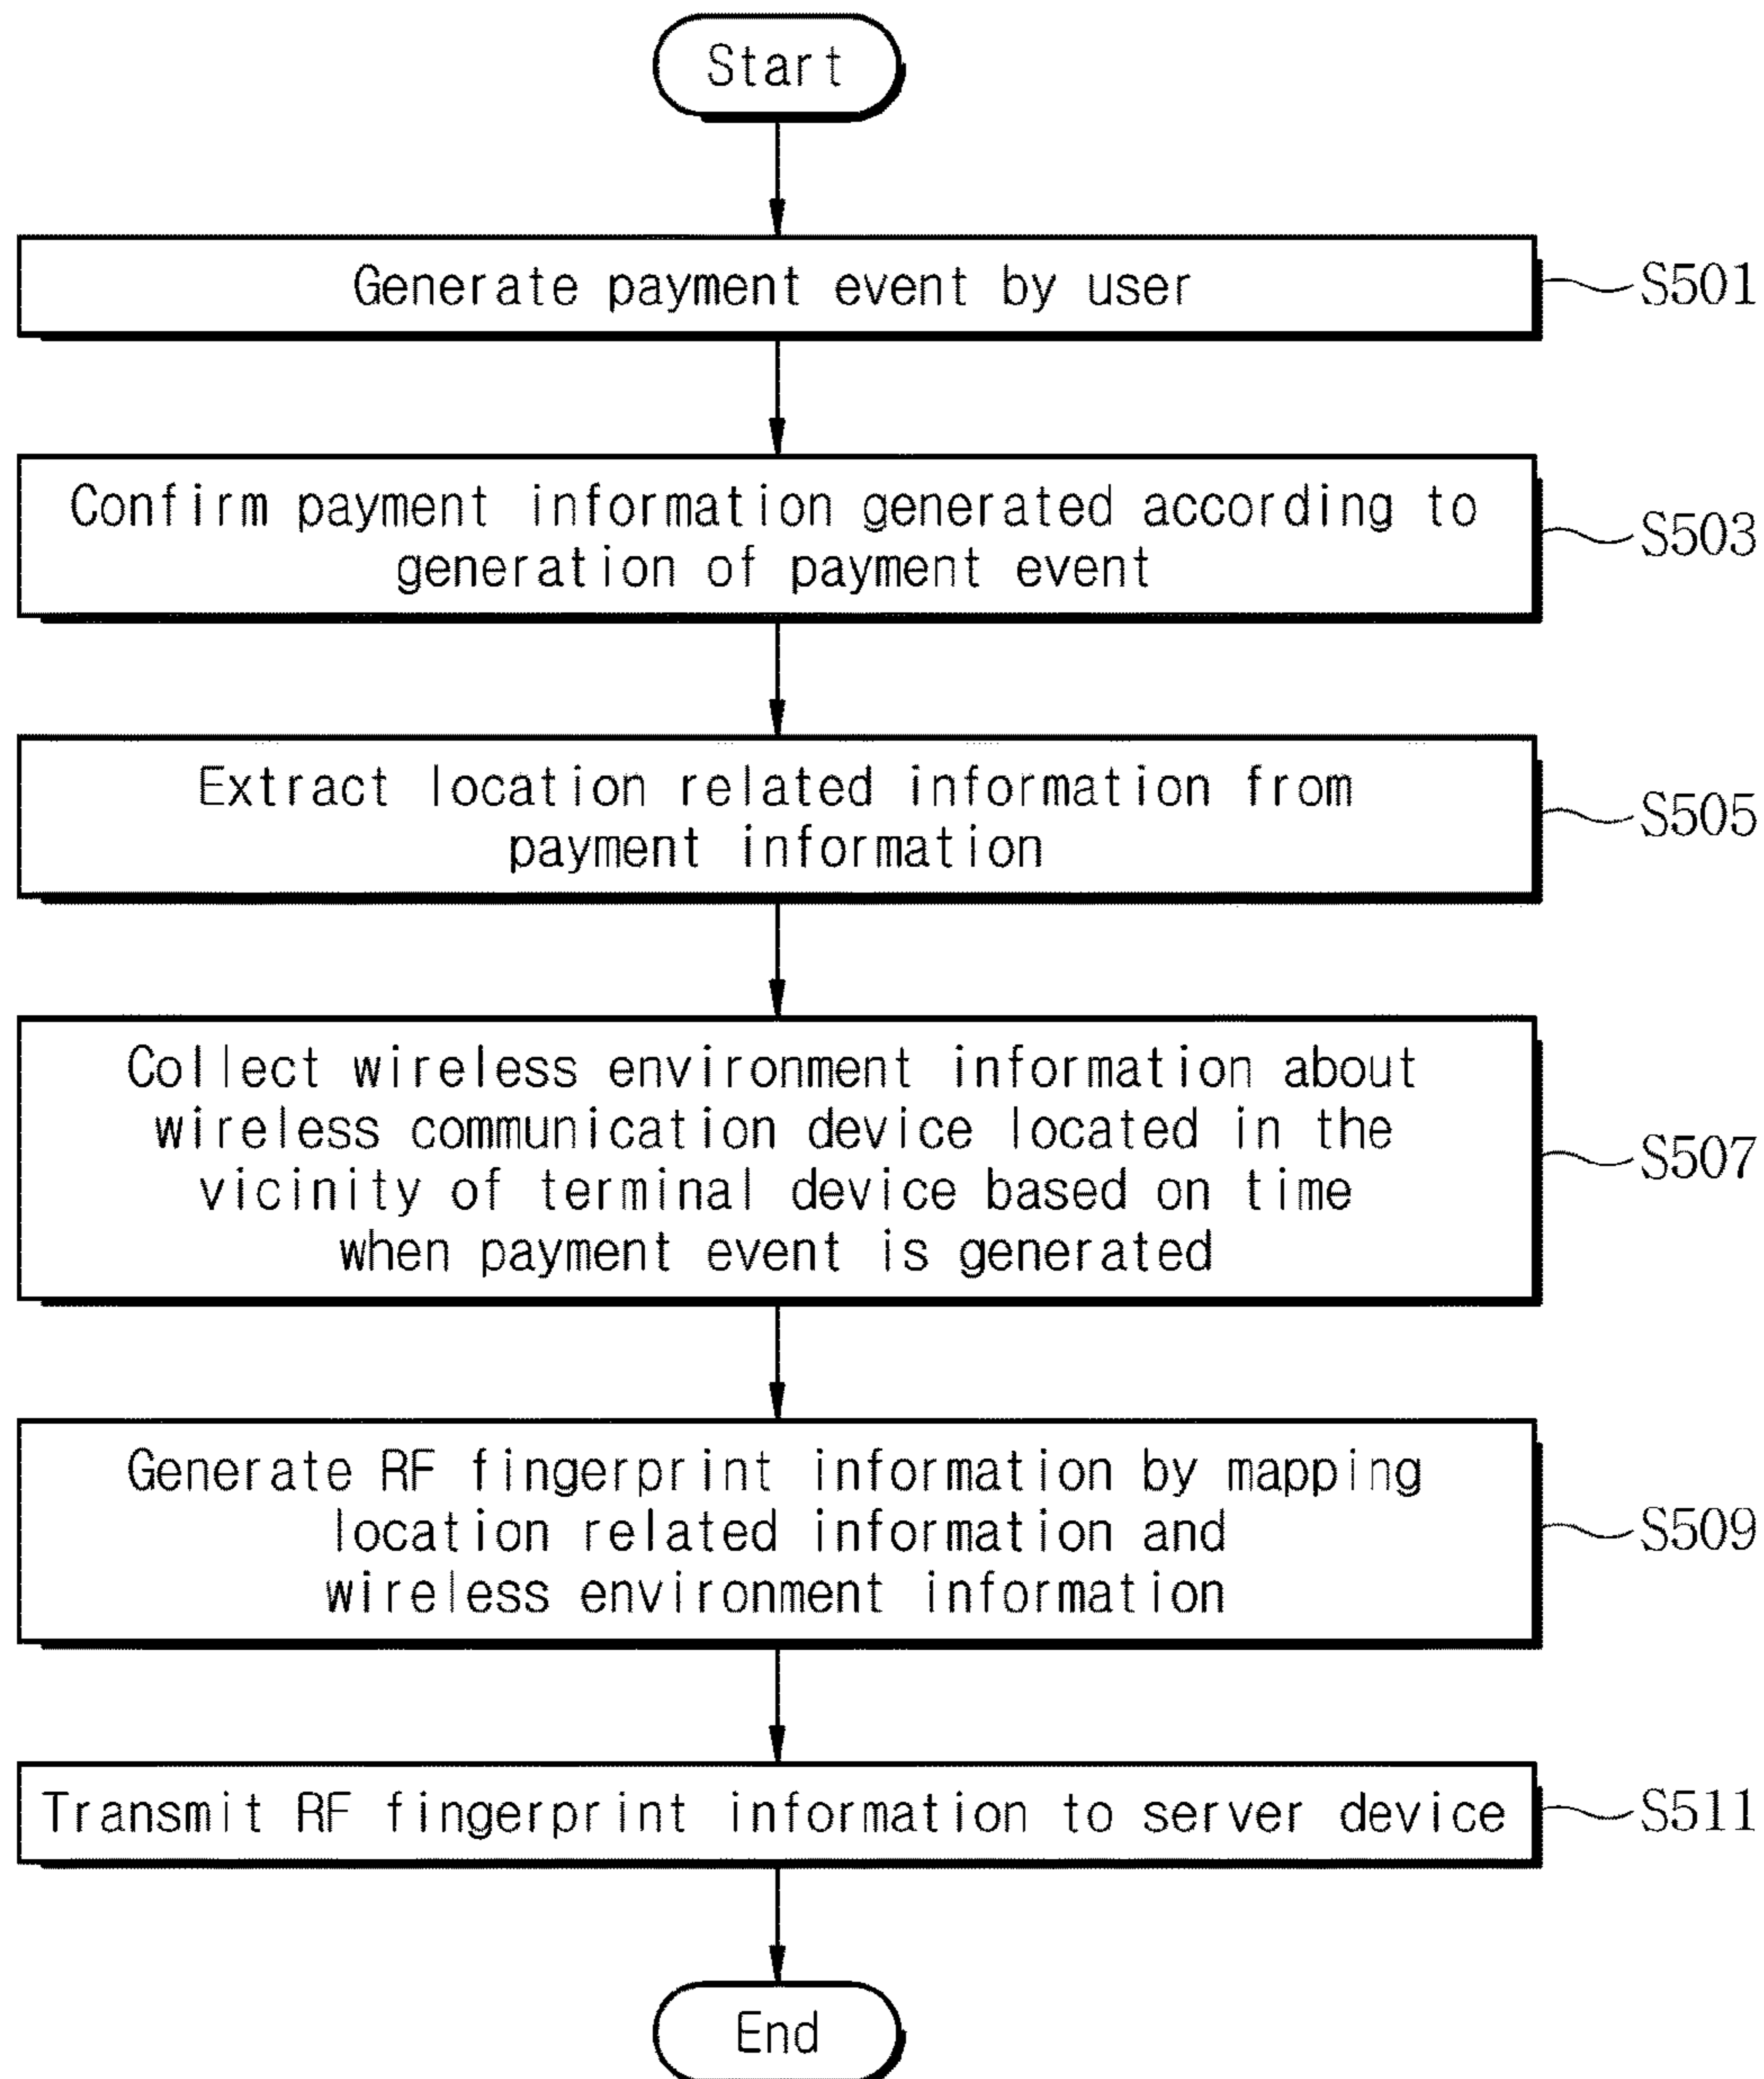 Start
Generate payment event by user
S501
Confirm payment information generated according to
generation of payment event
S503
Extract location related information from
payment information
S505
Collect wireless environment information about
wireless communication device located in the
vicinity of terminal device based on time
when payment event is generated
S507
Generate RF fingerprint information by mapping
location related information and
wireless environment information
S509
Transmit RF fingerprint information to server device
S511
End